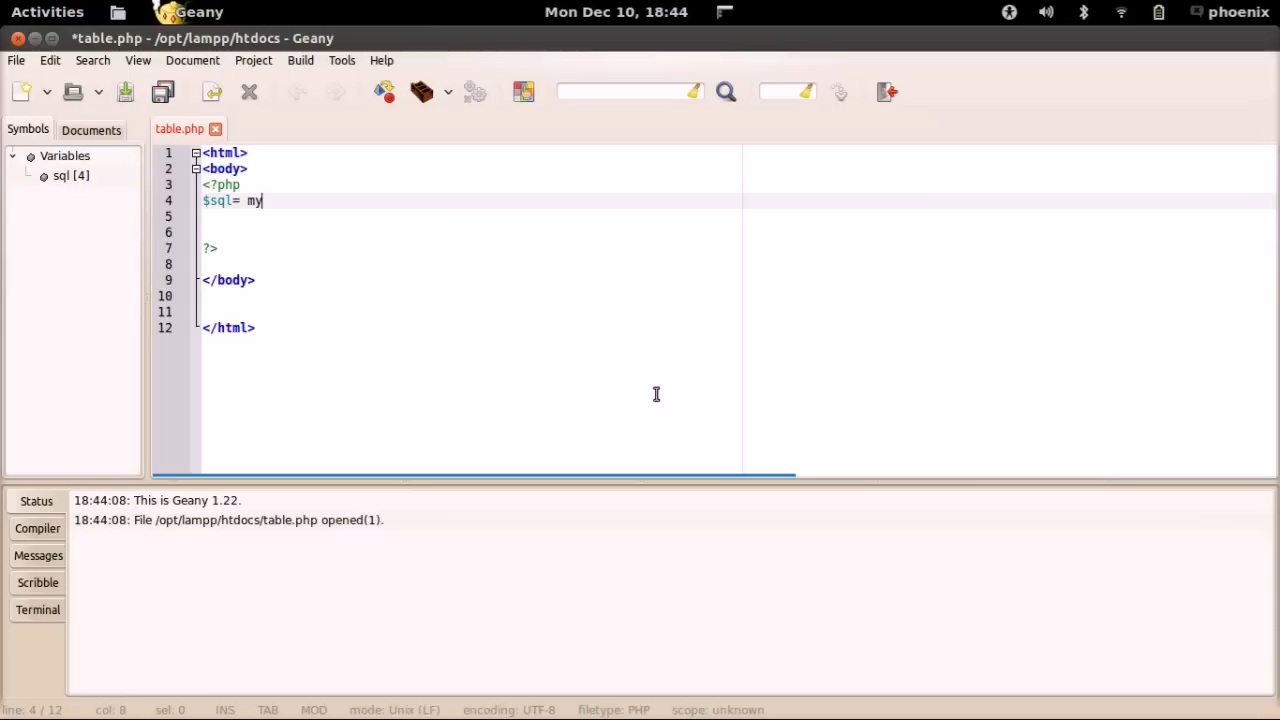 Activities Geany Mon Dec 10, 18:44 phoenix
*table.php - /opt/lampp/htdocs - Geany
File Edit Search View Document Project Build Tools Help
Symbols Documents table.php
Variables
sql [4]
1 <html>
2 <body>
3 <?php
4 $sql= my
5
6
7 ?>
8
9 </body>
10
11
12 </html>
Status 18:44:08: This is Geany 1.22.
18:44:08: File /opt/lampp/htdocs/table.php opened(1).
Compiler
Messages
Scribble
Terminal
line: 4 / 12 col: 8 sel: 0 INS TAB MOD mode: Unix (LF) encoding: UTF-8 filetype: PHP scope: unknown